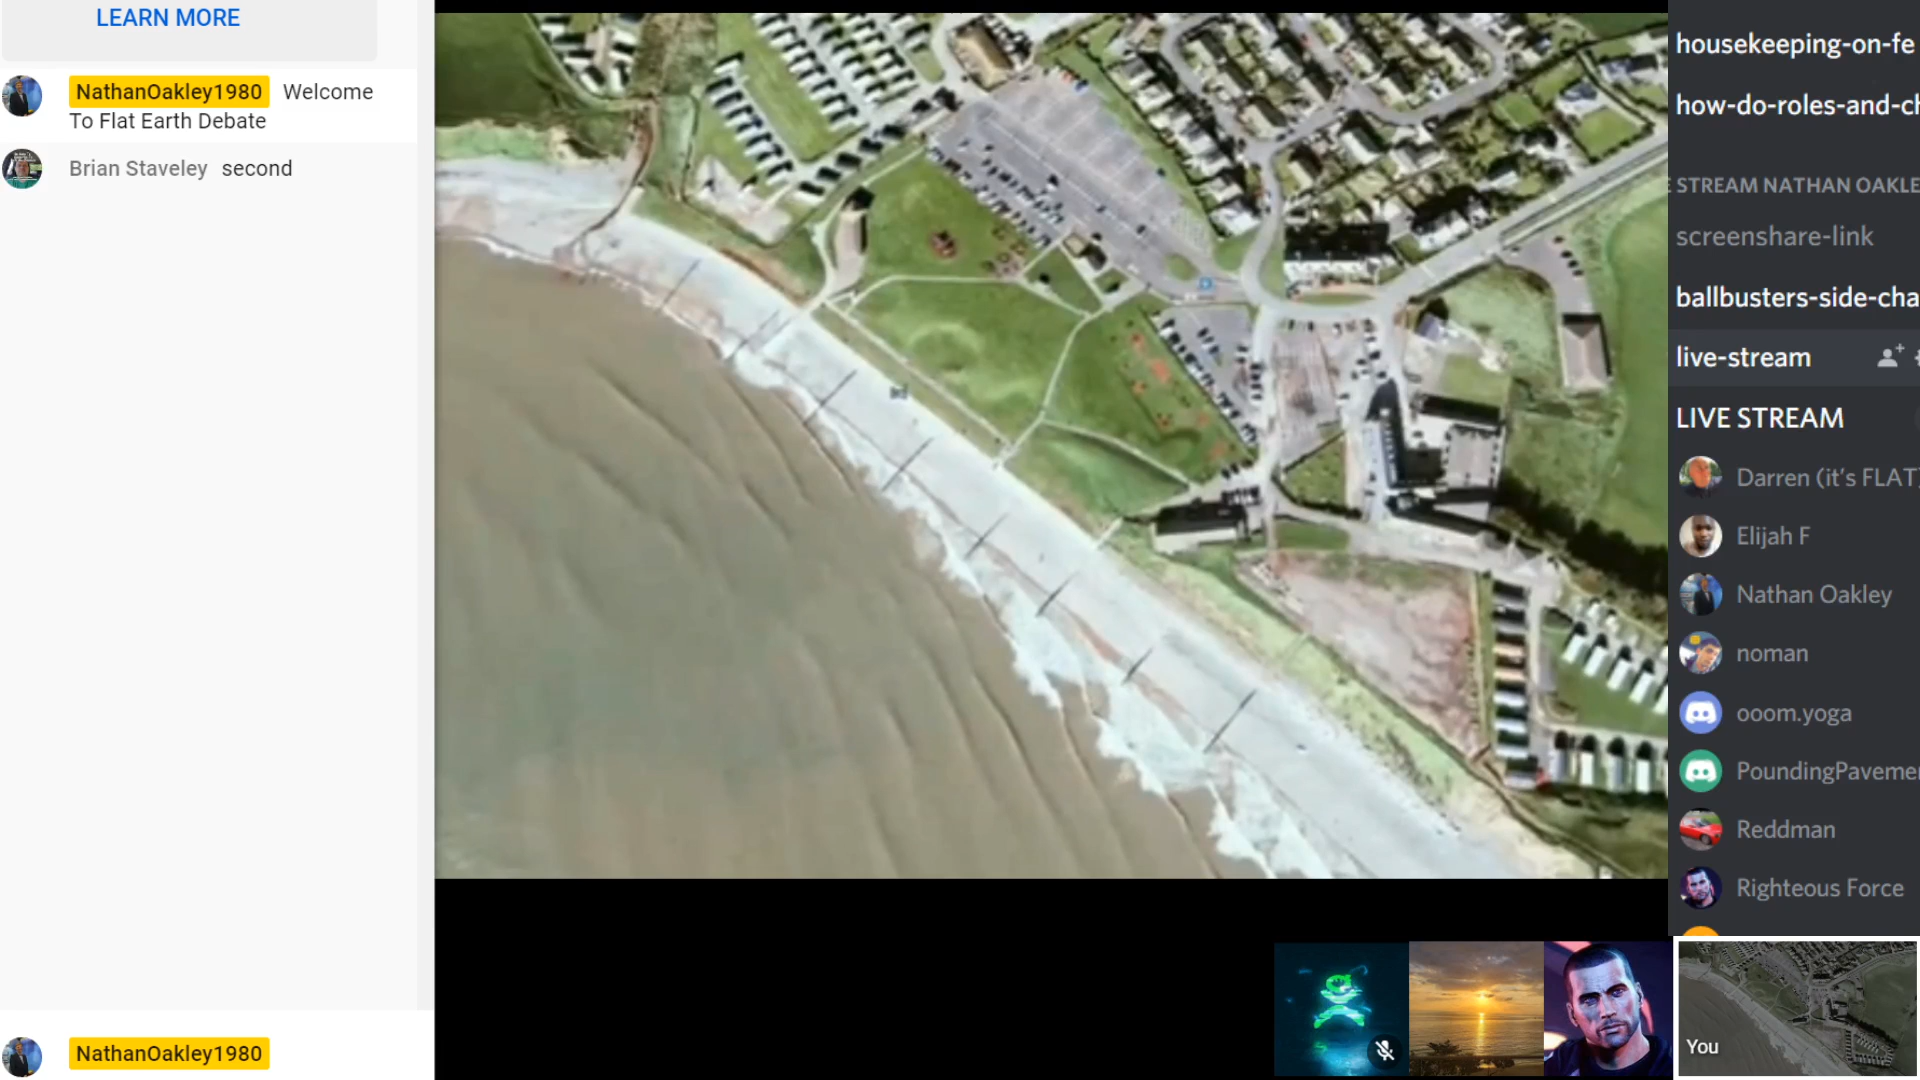 LEARN MORE
NathanOakley1980 Welcome
To Flat Earth Debate
Brian Staveley second
NathanOakley1980
housekeeping-on-fe
how-do-roles-and-ch
STREAM NATHAN OAKLE
screenshare-link
ballbusters-side-cha
live-stream
LIVE STREAM
Darren (it's FLAT)
Elijah F
Nathan Oakley
noman
ooom.yoga
PoundingPavemen
Reddman
Righteous Force
You